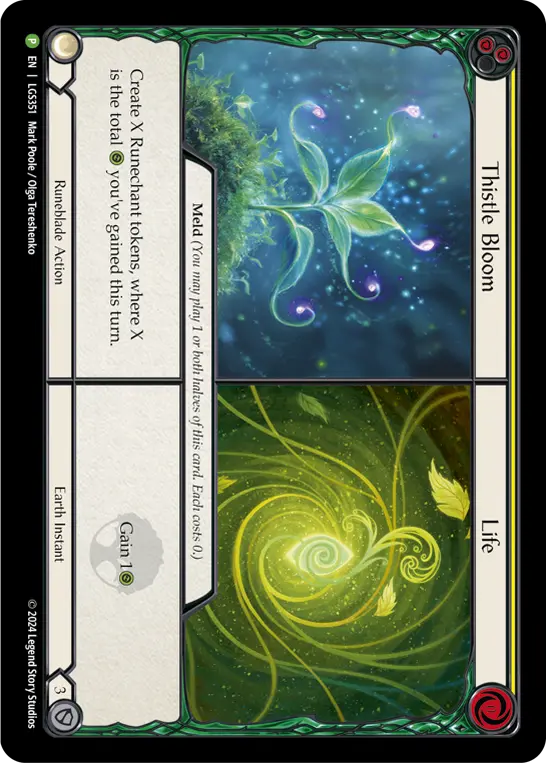 Thistle Bloom
Life
Meld (You may play 1 or both halves of this card. Each costs 0.)
Create X Runechant tokens, where X
is the total you've gained this turn.
Gain 1
Runeblade Action
Earth Instant
3
P EN | LGS351 Mark Poole / Olga Tereshenko
© 2024 Legend Story Studios